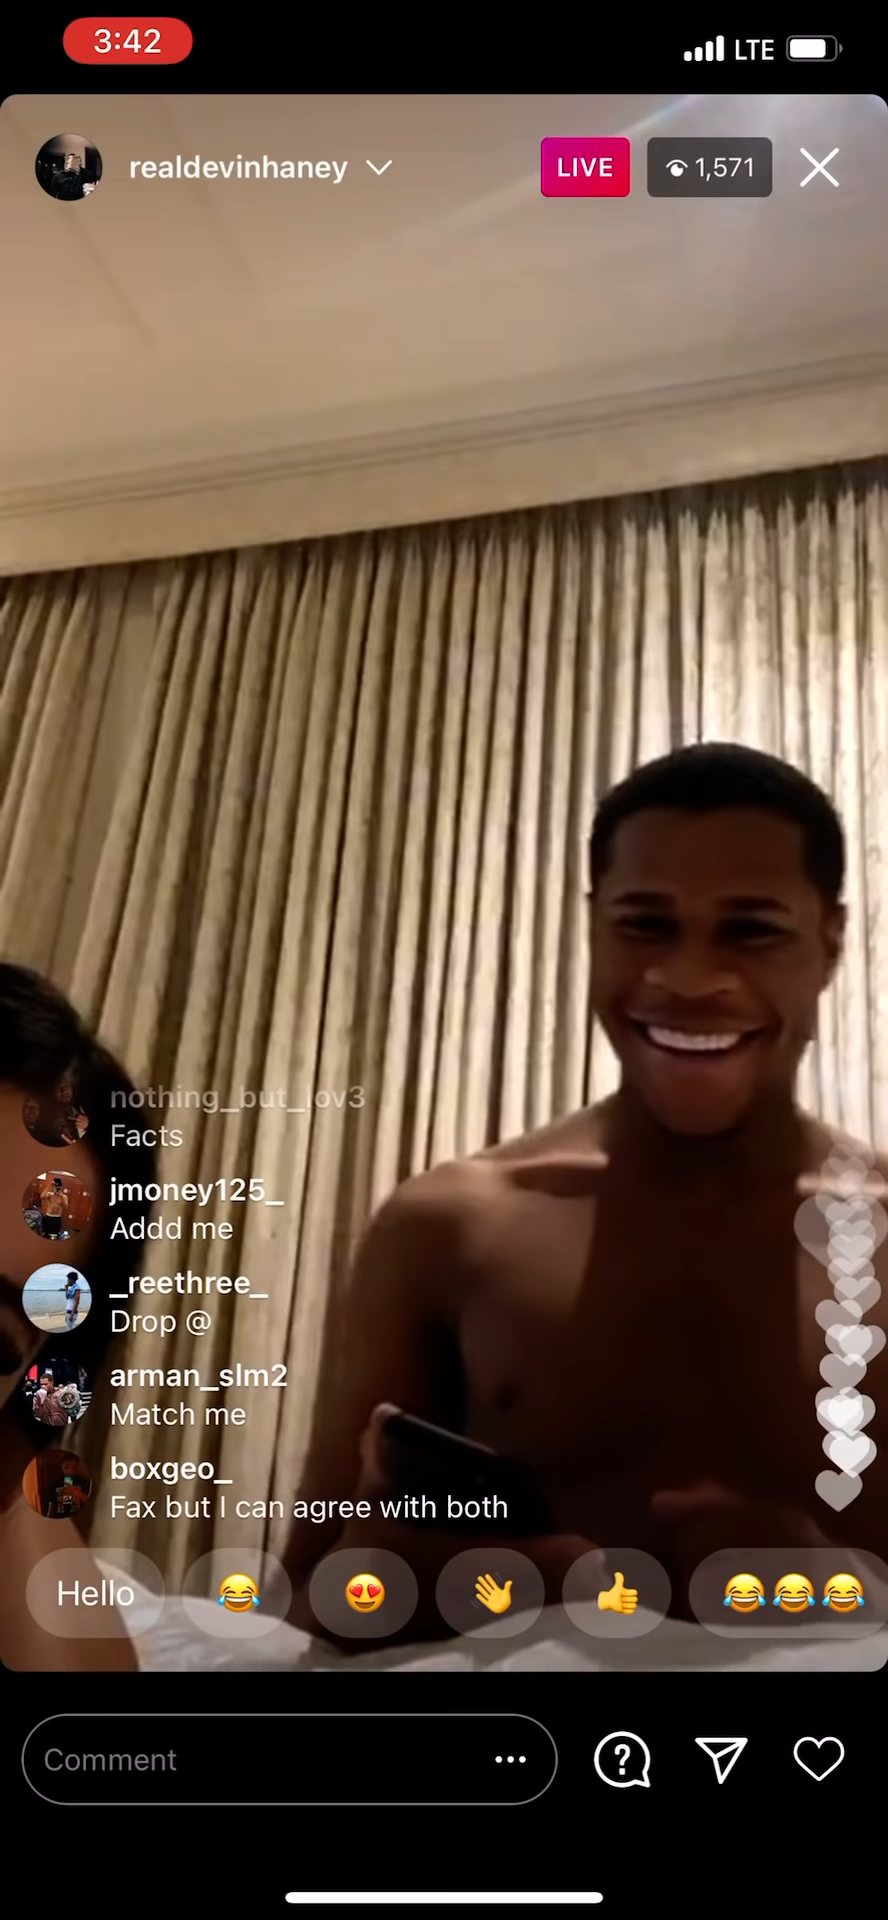 3:42
LTE
realdevinhaney
LIVE
1,571
nothing_but_lov3
Facts
jmoney125_
Addd me
_reethree_
Drop @
arman_slm2
Match me
boxgeo_
Fax but I can agree with both
Hello
Comment